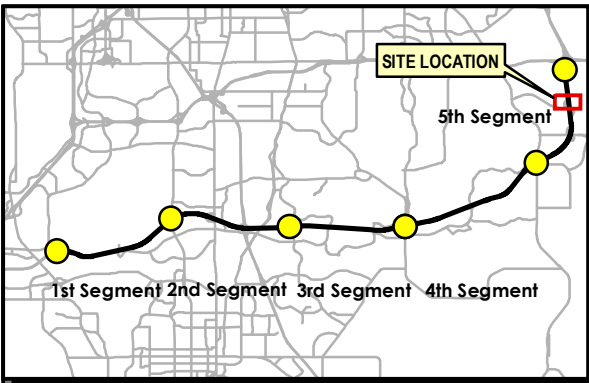 SITE LOCATION
5th Segment
1st Segment 2nd Segment 3rd Segment 4th Segment